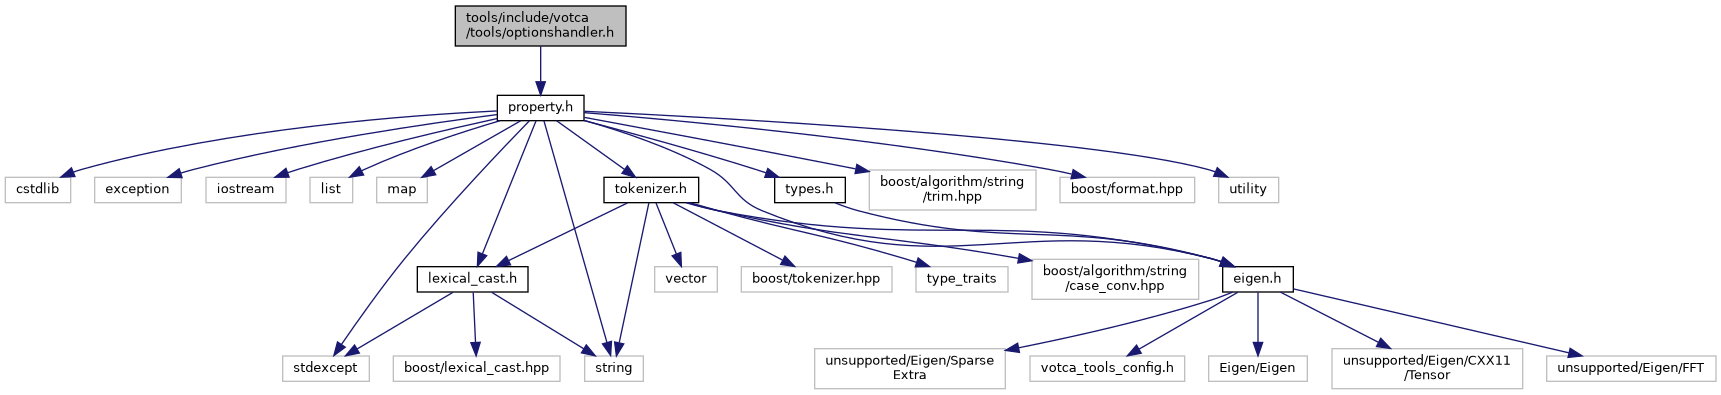 tools/include/votca
/tools/optionshandler.h
property.h
cstdlib
exception
iostream
list
map
tokenizer.h
types.h
boost/algorithm/string
/trim.hpp
boost/format.hpp
utility
lexical_cast.h
vector
boost/tokenizer.hpp
type_traits
boost/algorithm/string
/case_conv.hpp
eigen.h
stdexcept
boost/lexical_cast.hpp
string
unsupported/Eigen/Sparse
Extra
votca_tools_config.h
Eigen/Eigen
unsupported/Eigen/CXX11
/Tensor
unsupported/Eigen/FFT